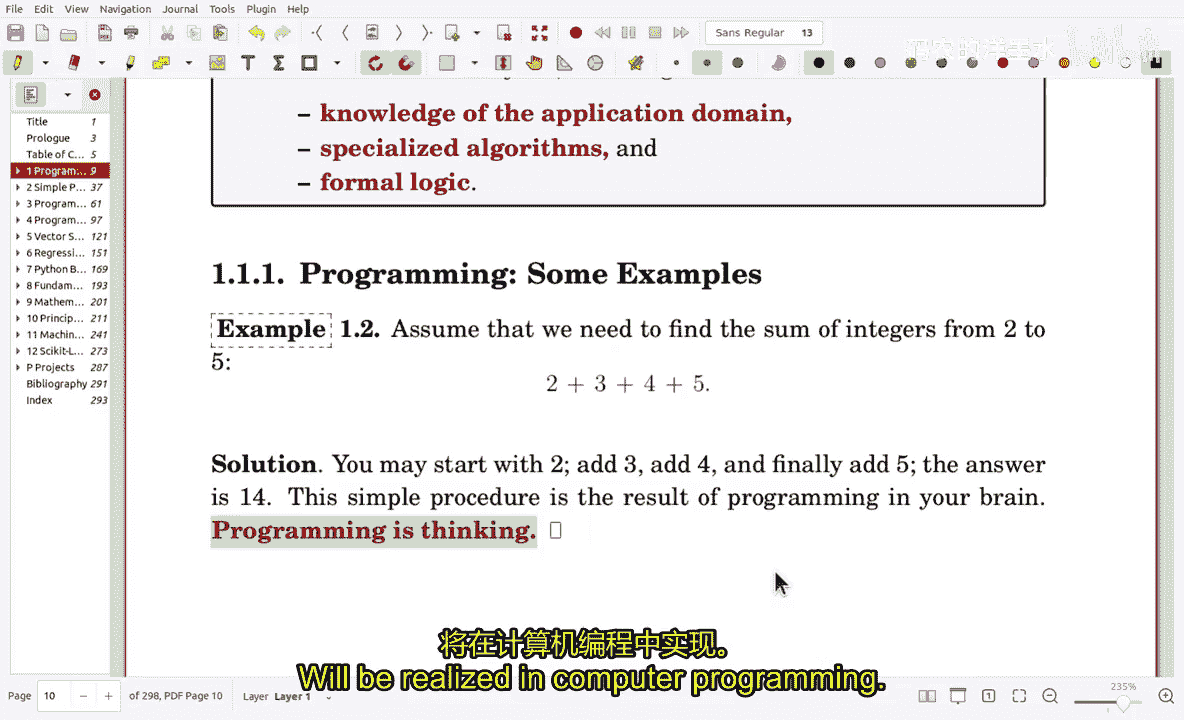 File Edit View Navigation Journal Tools Plugin Help
Sans Regular 13
Title 1
Prologue 3
Table of C... 5
1 Program:... 9
2 Simple P... 37
3 Program... 61
4 Program... 97
5 Vector S... 121
6 Regressi... 151
7 Python B... 169
8 Fundam... 193
9 Mathem... 201
10 Princip... 211
11 Machin... 241
12 Scikit-L... 273
P Projects 287
Bibliography 291
Index 293
– knowledge of the application domain,
– specialized algorithms, and
– formal logic.
1.1.1. Programming: Some Examples
Example 1.2. Assume that we need to find the sum of integers from 2 to
5:
2 + 3 + 4 + 5.
Solution. You may start with 2; add 3, add 4, and finally add 5; the answer
is 14. This simple procedure is the result of programming in your brain.
Programming is thinking.
将在计算机编程中实现。
Will be realized in computer programming.
Page 10 of 298, PDF Page 10 Layer Layer 1 235%